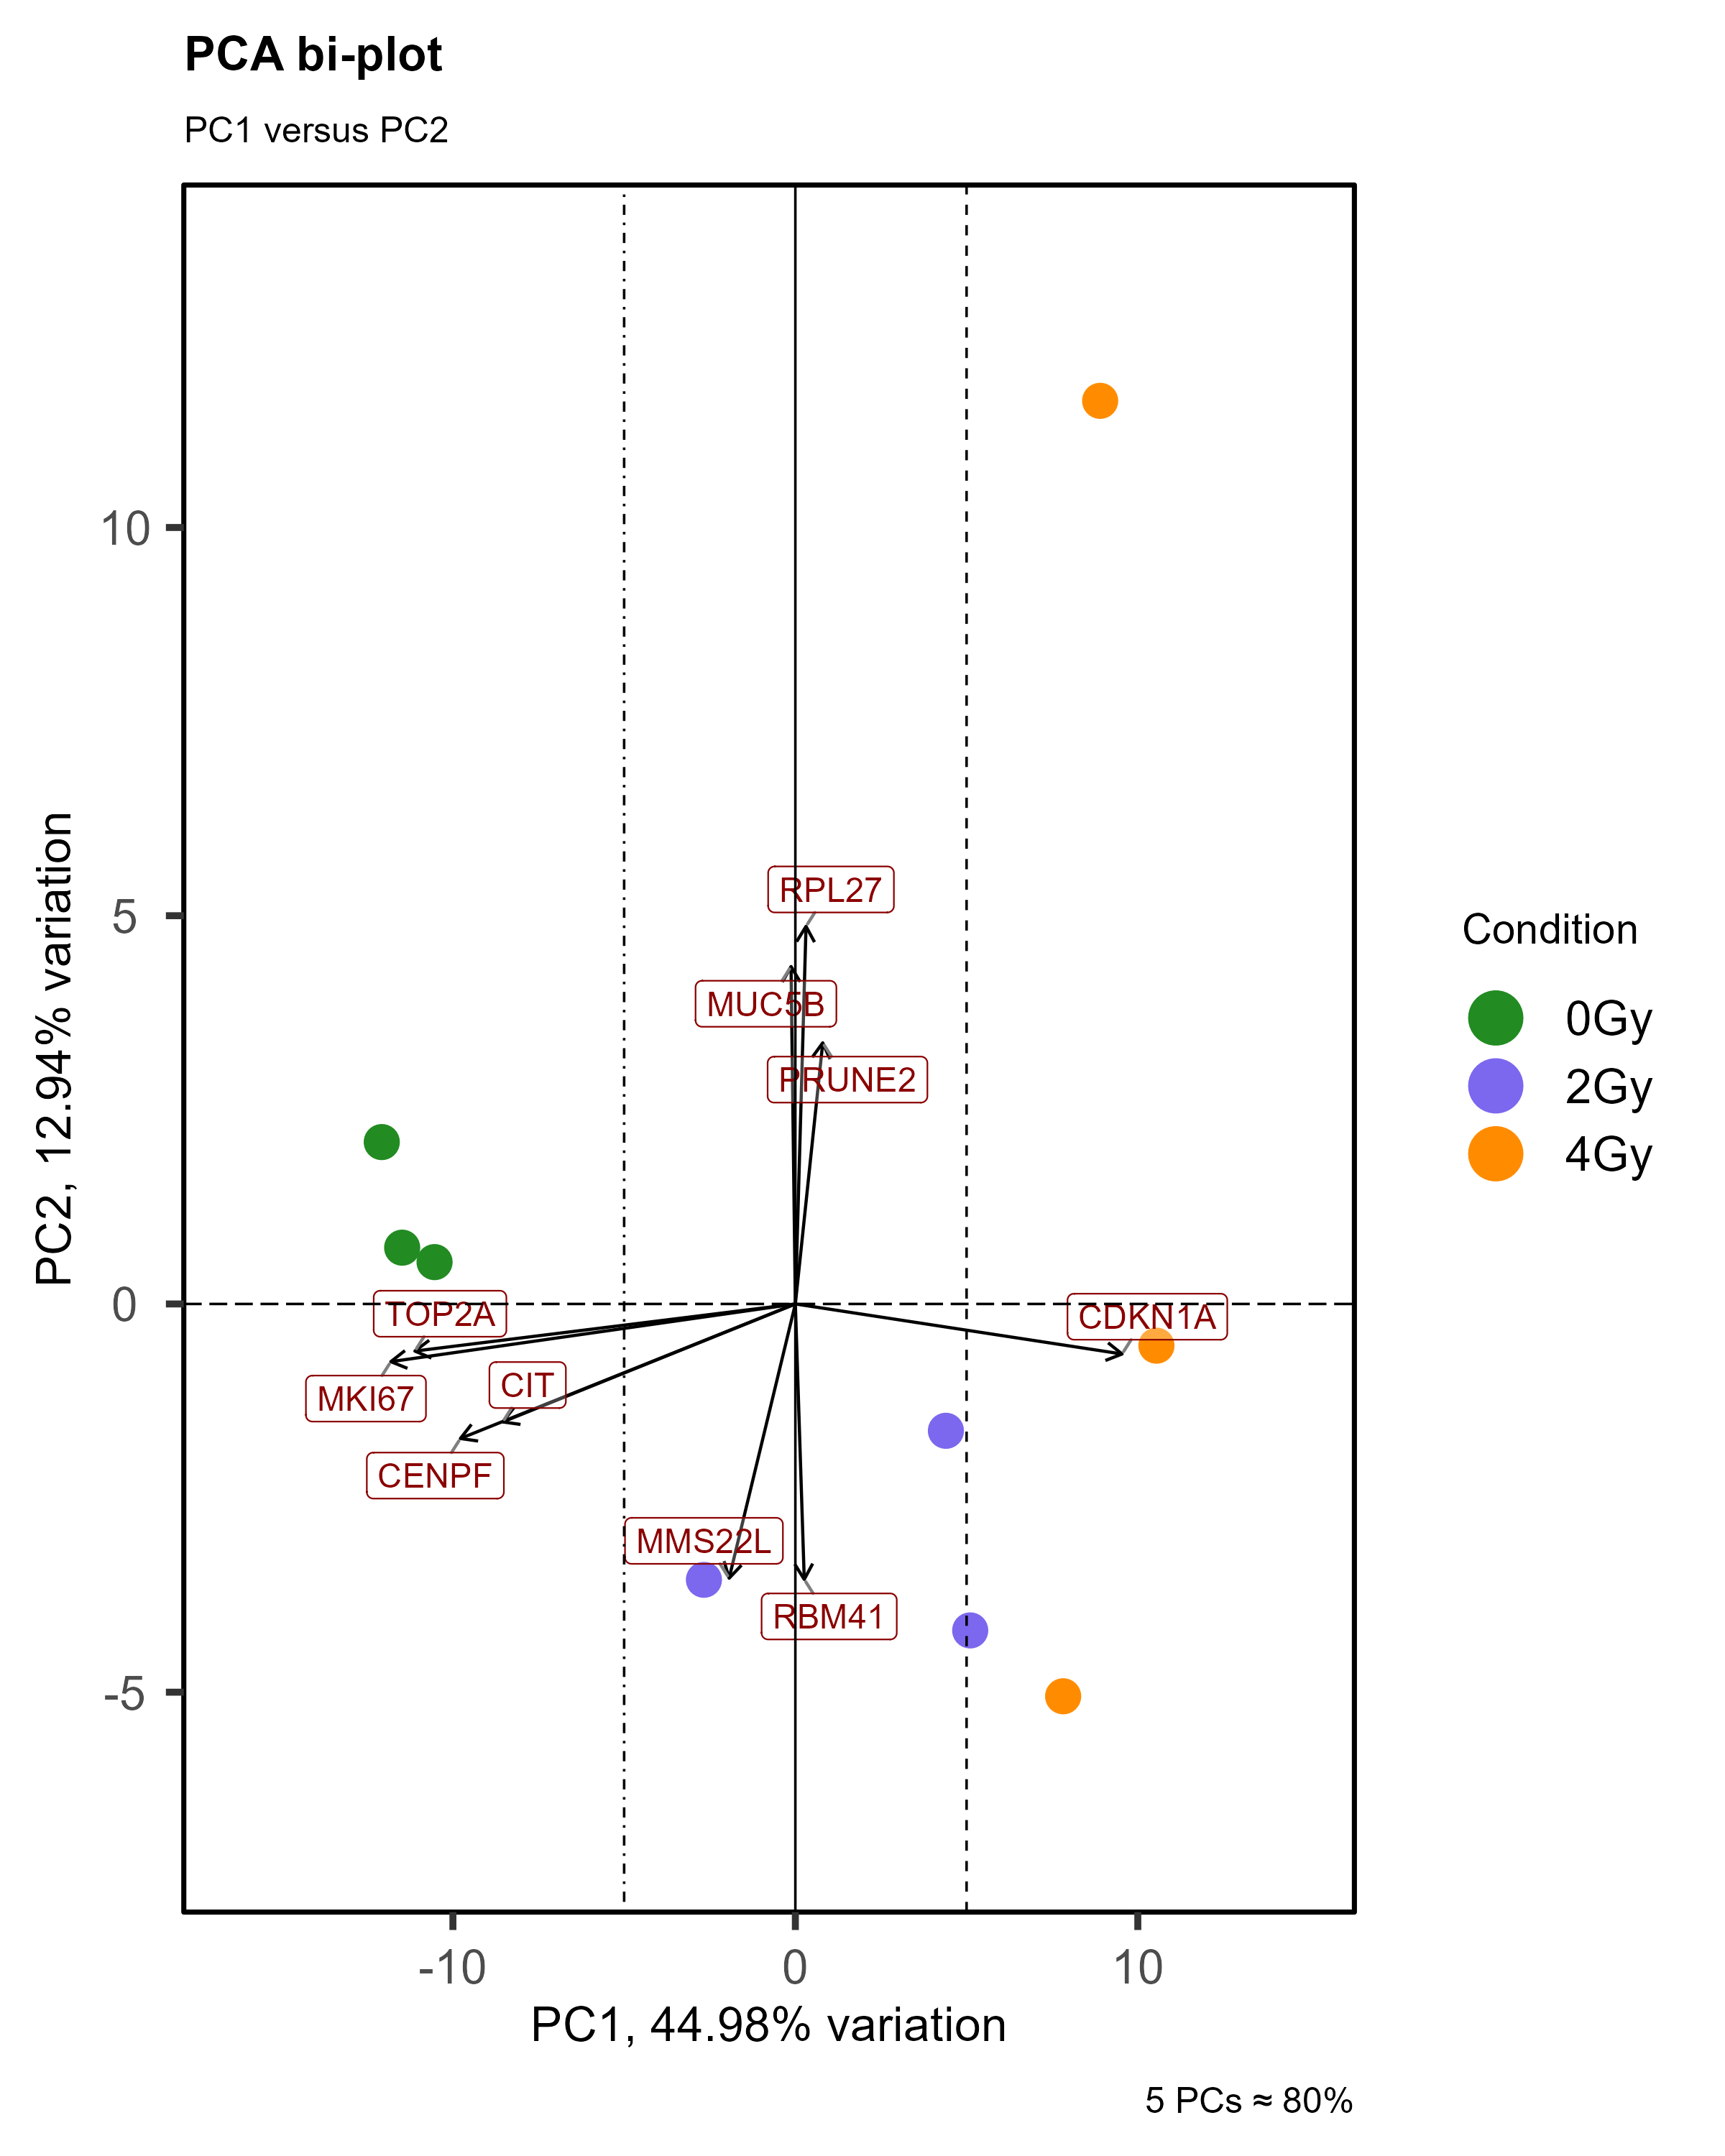 PCA bi-plot
PC1 versus PC2
PC2, 12.94% variation
10
5
0
-5
RPL27
MUC5B
PRUNE2
TOP2A
CDKN1A
MKI67
CIT
CENPF
MMS22L
RBM41
-10
0
10
PC1, 44.98% variation
Condition
0Gy
2Gy
4Gy
5 PCs ≈ 80%